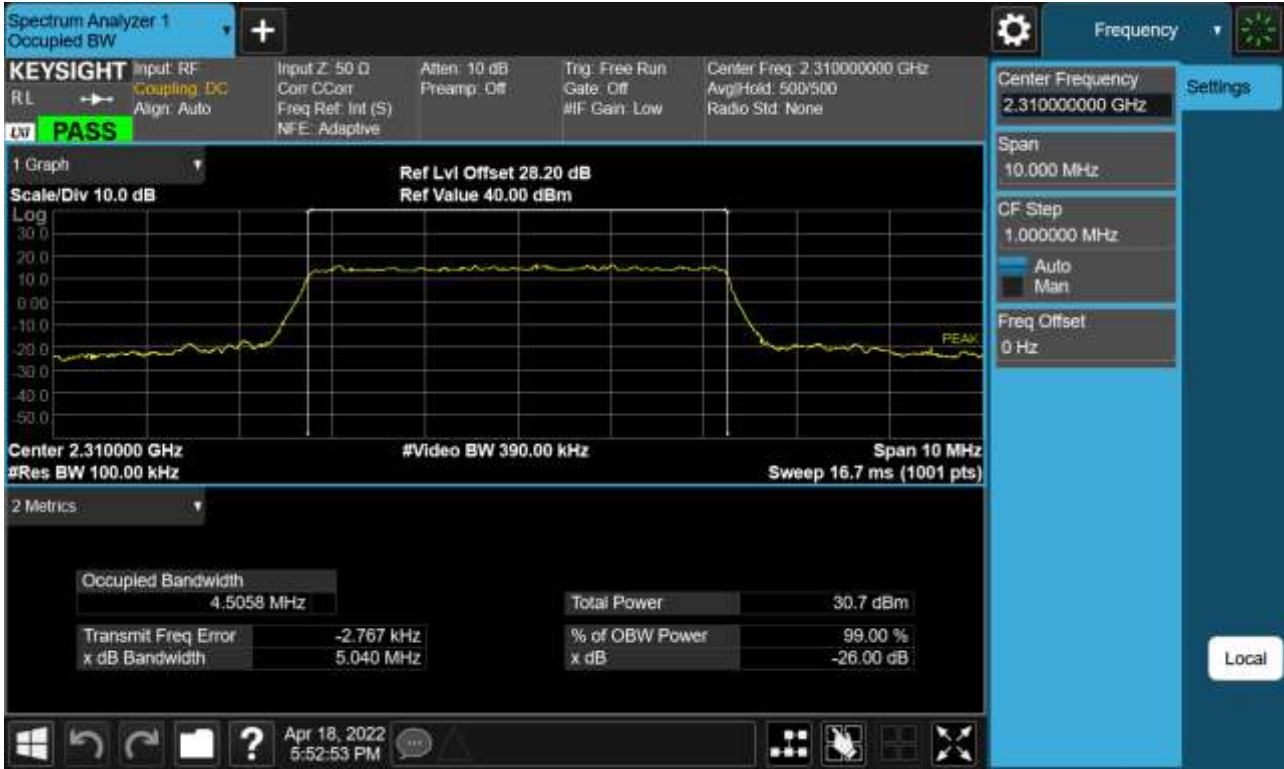 Spectrum Analyzer 1
Occupied BW
Frequency
KEYSIGHT
RL
LXI
PASS
Input: RF
Coupling: DC
Align: Auto
Input Z: 50 Ω
Corr CCorr
Freq Ref: Int (S)
NFE: Adaptive
Atten: 10 dB
Preamp: Off
Trig: Free Run
Gate: Off
#IF Gain: Low
Center Freq: 2.310000000 GHz
Avg|Hold: 500/500
Radio Std: None
Center Frequency
2.310000000 GHz
Settings
Span
10.000 MHz
CF Step
1.000000 MHz
Auto
Man
Freq Offset
0 Hz
1 Graph
Scale/Div 10.0 dB
Ref Lvl Offset 28.20 dB
Ref Value 40.00 dBm
Log
30.0
20.0
10.0
0.00
-10.0
-20.0
-30.0
-40.0
-50.0
PEAK
Center 2.310000 GHz
#Res BW 100.00 kHz
#Video BW 390.00 kHz
Span 10 MHz
Sweep 16.7 ms (1001 pts)
2 Metrics
Occupied Bandwidth
4.5058 MHz
Total Power 30.7 dBm
Transmit Freq Error -2.767 kHz
% of OBW Power 99.00 %
x dB Bandwidth 5.040 MHz
x dB -26.00 dB
Local
?
Apr 18, 2022
5:52:53 PM